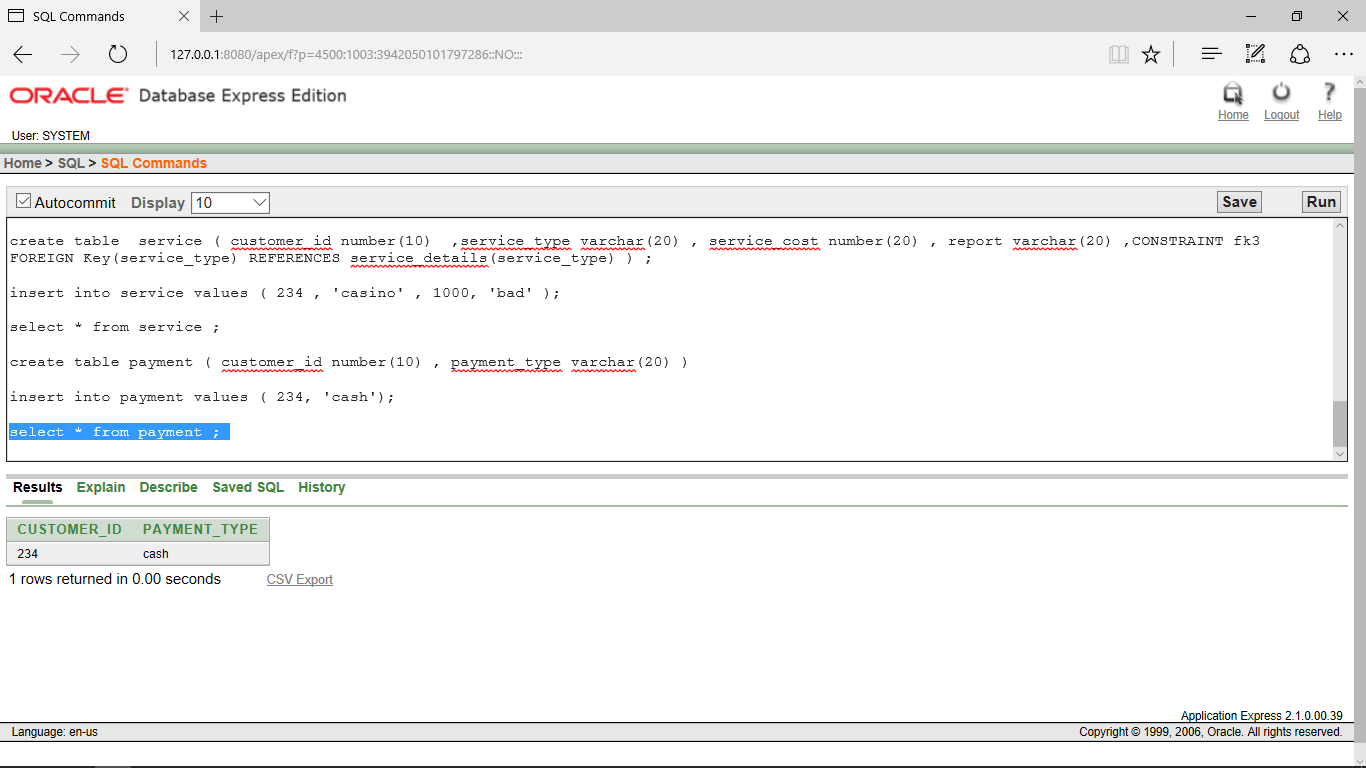 SQL Commands
127.0.0.1:8080/apex/f?p=4500:1003:3942050101797286::NO:::
ORACLE® Database Express Edition
Home Logout Help
User: SYSTEM
Home > SQL > SQL Commands
Autocommit Display 10 Save Run
create table  service ( customer_id number(10)  ,service_type varchar(20) , service_cost number(20) , report varchar(20) ,CONSTRAINT fk3
FOREIGN Key(service_type) REFERENCES service_details(service_type) ) ;
insert into service values ( 234 , 'casino' , 1000, 'bad' );
select * from service ;
create table payment ( customer_id number(10) , payment_type varchar(20) )
insert into payment values ( 234, 'cash');
select * from payment ;
Results Explain Describe Saved SQL History
CUSTOMER_ID PAYMENT_TYPE
234 cash
1 rows returned in 0.00 seconds CSV Export
Application Express 2.1.0.00.39
Language: en-us Copyright © 1999, 2006, Oracle. All rights reserved.